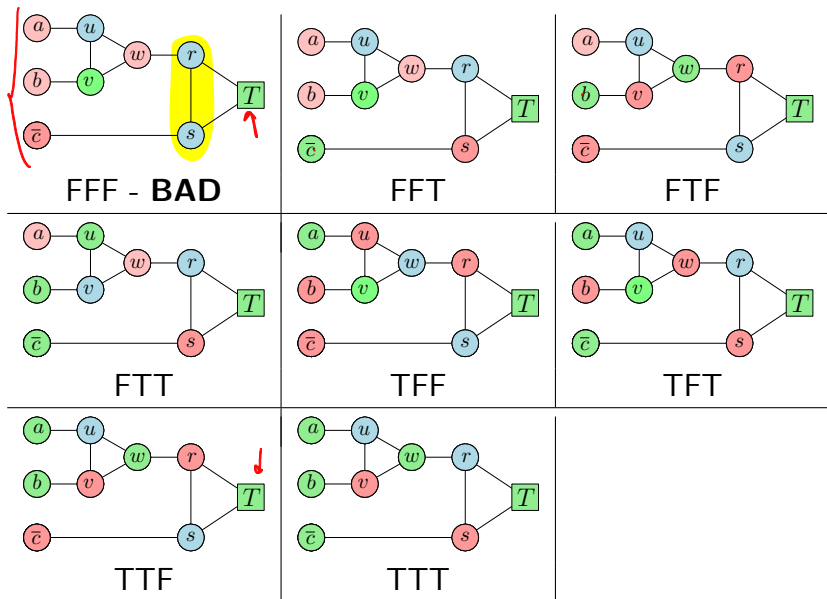 a u w r
b v T
c̅ s
FFF - BAD
a u w r
b v T
c̅ s
FFT
a u w r
b v T
c̅ s
FTF
a u w r
b v T
c̅ s
FTT
a u w r
b v T
c̅ s
TFF
a u w r
b v T
c̅ s
TFT
a u w r
b v T
c̅ s
TTF
a u w r
b v T
c̅ s
TTT